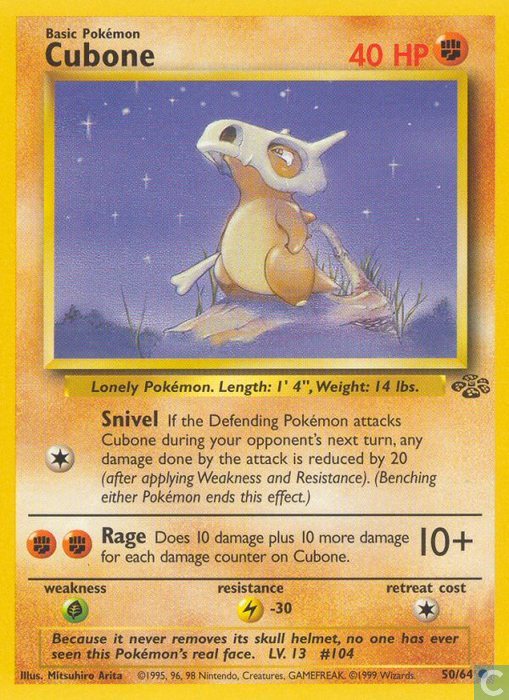 Basic Pokémon
Cubone
40 HP
Lonely Pokémon. Length: 1' 4", Weight: 14 lbs.
Snivel If the Defending Pokémon attacks
Cubone during your opponent's next turn, any
damage done by the attack is reduced by 20
(after applying Weakness and Resistance). (Benching
either Pokémon ends this effect.)
Rage Does 10 damage plus 10 more damage
for each damage counter on Cubone.
10+
weakness
resistance
retreat cost
-30
Because it never removes its skull helmet, no one has ever
seen this Pokémon's real face. LV. 13 #104
Illus. Mitsuhiro Arita ©1995, 96, 98 Nintendo, Creatures, GAMEFREAK. ©1999 Wizards. 50/64
C